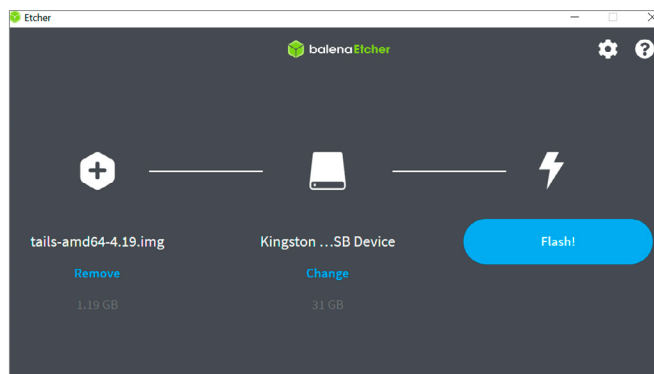 Etcher
balenaEtcher
tails-amd64-4.19.img
Kingston ...SB Device
Flash!
Remove
Change
1.19 GB
31 GB